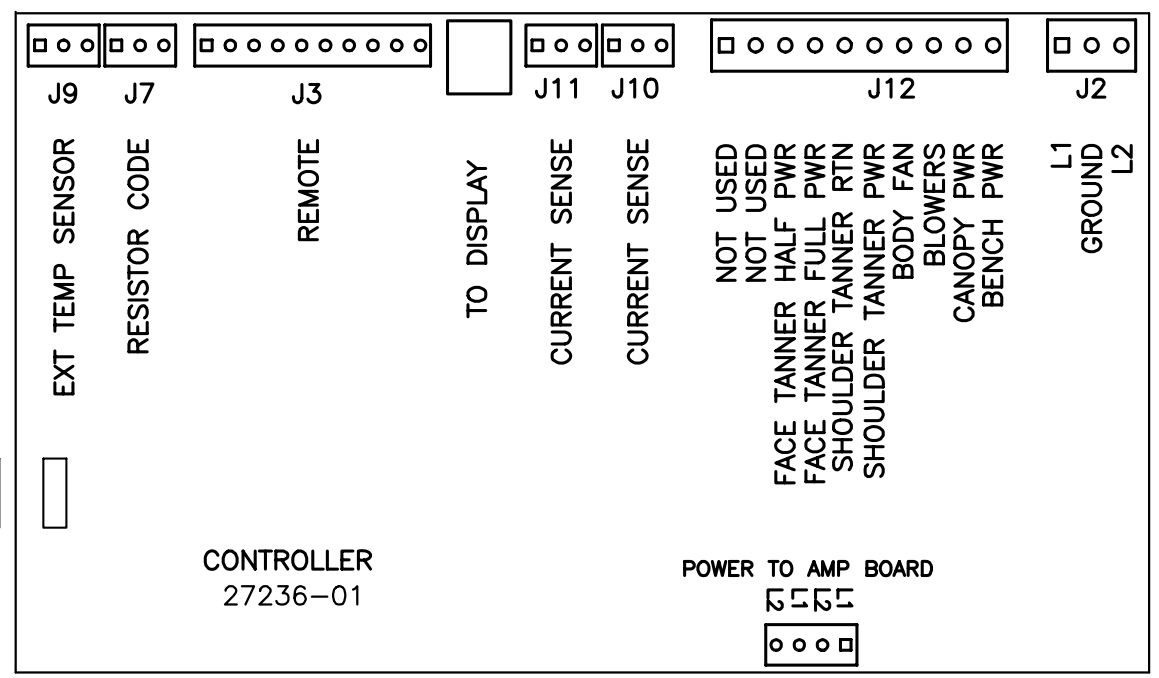 J9
J7
J3
J11
J10
J12
J2
EXT TEMP SENSOR
RESISTOR CODE
REMOTE
TO DISPLAY
CURRENT SENSE
CURRENT SENSE
NOT USED
NOT USED
FACE TANNER HALF PWR
FACE TANNER FULL PWR
SHOULDER TANNER RTN
SHOULDER TANNER PWR
BODY FAN
BLOWERS
CANOPY PWR
BENCH PWR
L1
GROUND
L2
CONTROLLER
27236-01
POWER TO AMP BOARD
L2
L1
L2
L1